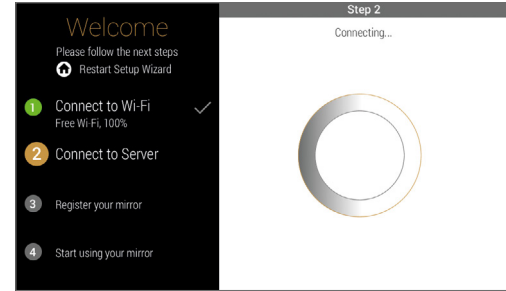 Welcome
Please follow the next steps
Restart Setup Wizard
1 Connect to Wi-Fi
Free Wi-Fi, 100%
2 Connect to Server
3 Register your mirror
4 Start using your mirror
Step 2
Connecting...